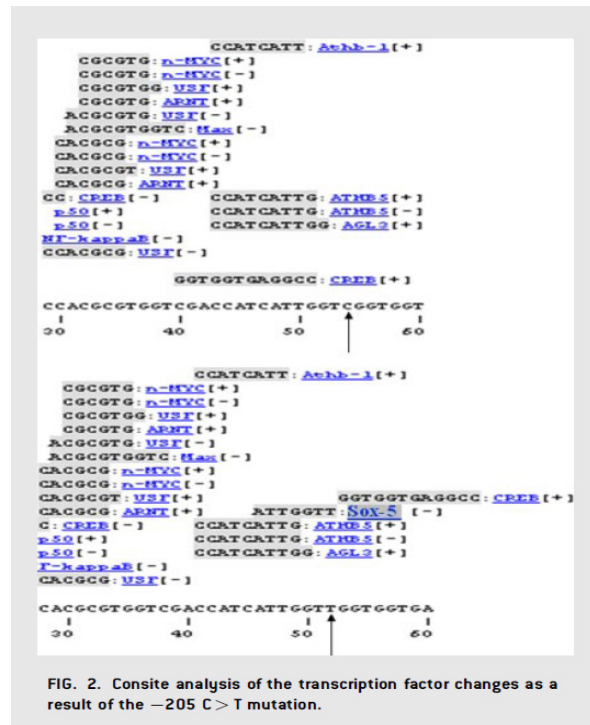 CCATCATT:Athb-1[+]
CGCGTG:n-MYC[+]
CGCGTG:n-MYC[-]
CGCGTGG:USF[+]
CGCGTG:ARNT[+]
ACGCGTG:USF[-]
ACGCGTGGTC:Max[-]
CACGCG:n-MYC[+]
CACGCG:n-MYC[-]
CACGCGT:USF[+]
CACGCG:ARNT[+]
CC:CREB[-] CCATCATTG:ATHB5[+]
p50[+] CCATCATTG:ATHB5[-]
p50[-] CCATCATTGG:AGL3[+]
NF-kappaB[-]
CCACGCG:USF[-]
GGTGGTGAGGCC:CREB[+]
CCACGCGTGGTCGACCATCATTGGTCGGTGGT
30 40 50 60
CCATCATT:Athb-1[+]
CGCGTG:n-MYC[+]
CGCGTG:n-MYC[-]
CGCGTGG:USF[+]
CGCGTG:ARNT[+]
ACGCGTG:USF[-]
ACGCGTGGTC:Max[-]
CACGCG:n-MYC[+]
CACGCG:n-MYC[-]
CACGCGT:USF[+] GGTGGTGAGGCC:CREB[+]
CACGCG:ARNT[+] ATTGGTT:Sox-5 [-]
C:CREB[-] CCATCATTG:ATHB5[+]
p50[+] CCATCATTG:ATHB5[-]
p50[-] CCATCATTGG:AGL3[+]
F-kappaB[-]
CACGCG:USF[-]
CACGCGTGGTCGACCATCATTGGTTGGTGGTGA
30 40 50 60
FIG. 2. Consite analysis of the transcription factor changes as a
result of the −205 C > T mutation.